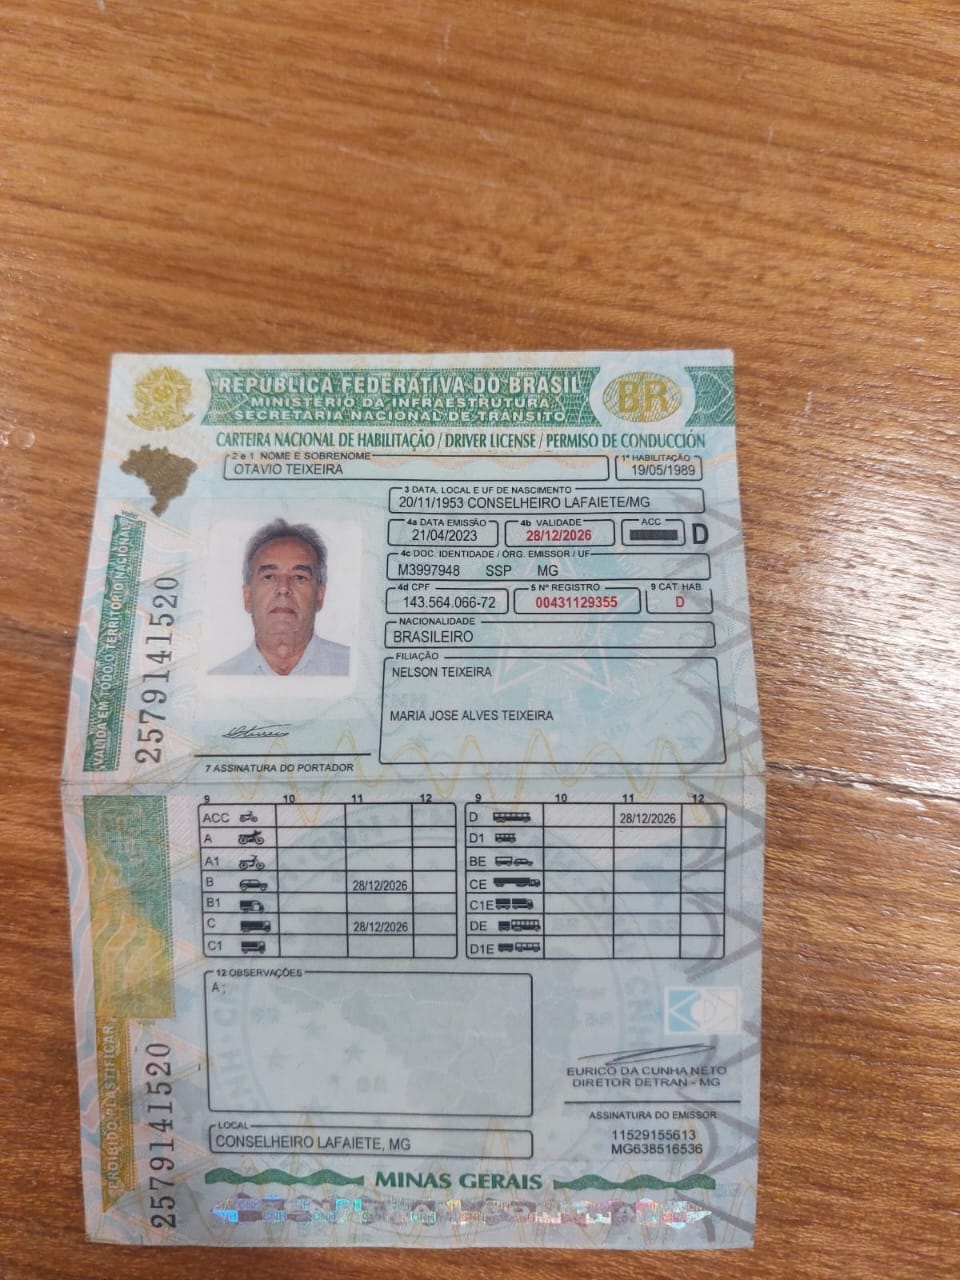 REPÚBLICA FEDERATIVA DO BRASIL
MINISTÉRIO DA INFRAESTRUTURA
SECRETARIA NACIONAL DE TRÂNSITO
BR
CARTEIRA NACIONAL DE HABILITAÇÃO / DRIVER LICENSE / PERMISO DE CONDUCCIÓN
2 e 1 NOME E SOBRENOME
OTAVIO TEIXEIRA
1ª HABILITAÇÃO
19/05/1989
3 DATA, LOCAL E UF DE NASCIMENTO
20/11/1953 CONSELHEIRO LAFAIETE/MG
4a DATA EMISSÃO
21/04/2023
4b VALIDADE
28/12/2026
ACC
D
4c DOC. IDENTIDADE / ÓRG. EMISSOR / UF
M3997948 SSP MG
4d CPF
143.564.066-72
5 Nº REGISTRO
00431129355
9 CAT. HAB.
D
NACIONALIDADE
BRASILEIRO
FILIAÇÃO
NELSON TEIXEIRA
MARIA JOSE ALVES TEIXEIRA
7 ASSINATURA DO PORTADOR
VÁLIDA EM TODO O TERRITÓRIO NACIONAL
2579141520
9 10 11 12
ACC
A
A1
B 28/12/2026
B1
C 28/12/2026
C1
9 10 11 12
D 28/12/2026
D1
BE
CE
C1E
DE
D1E
12 OBSERVAÇÕES
A ;
PROIBIDO PLASTIFICAR
2579141520
EURICO DA CUNHA NETO
DIRETOR DETRAN - MG
ASSINATURA DO EMISSOR
11529155613
MG638516536
LOCAL
CONSELHEIRO LAFAIETE, MG
MINAS GERAIS